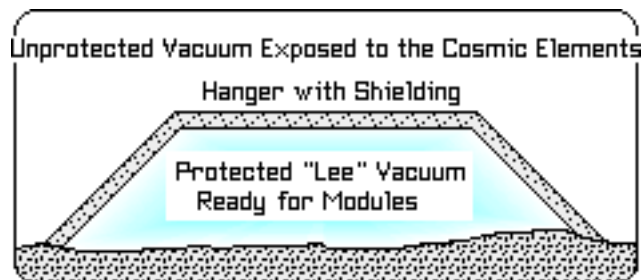 Unprotected Vacuum Exposed to the Cosmic Elements
Hanger with Shielding
Protected "Lee" Vacuum
Ready for Modules